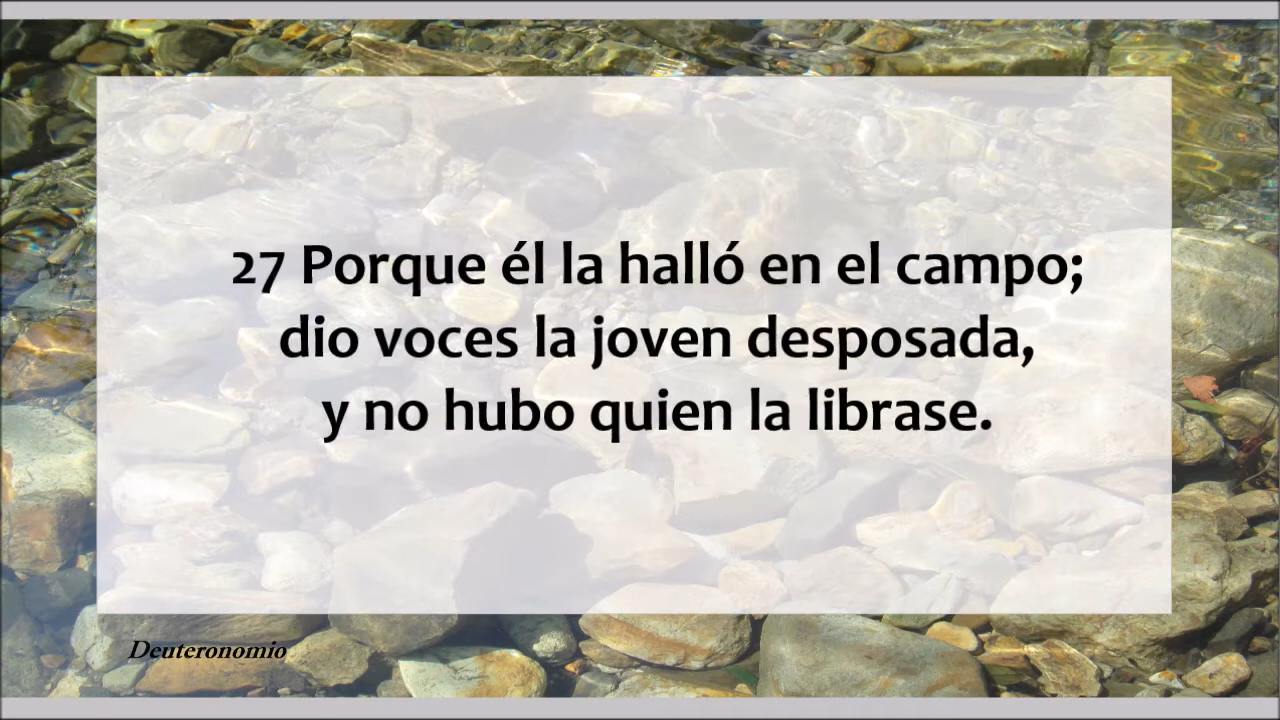 27 Porque él la halló en el campo;
dio voces la joven desposada,
y no hubo quien la librase.
Deuteronomio